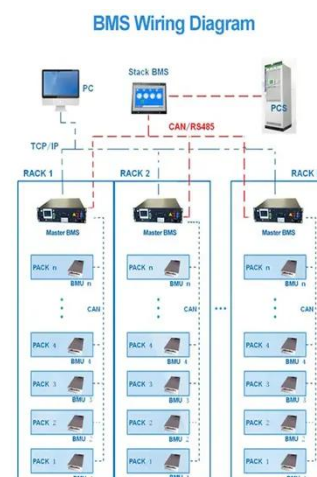 BMS Wiring Diagram
Stack BMS
PC
PCS
CAN/RS485
TCP/IP
RACK 1
RACK 2
RACK
Master BMS
Master BMS
Master BMS
PACK n
PACK n
PACK n
BMU n
BMU n
BMU n
CAN
CAN
CAN
PACK 4
PACK 4
PACK 4
BMU 4
BMU 4
BMU 4
PACK 3
PACK 3
PACK 3
BMU 3
BMU 3
BMU 3
PACK 2
PACK 2
PACK 2
BMU 2
BMU 2
BMU 2
PACK 1
PACK 1
PACK 1